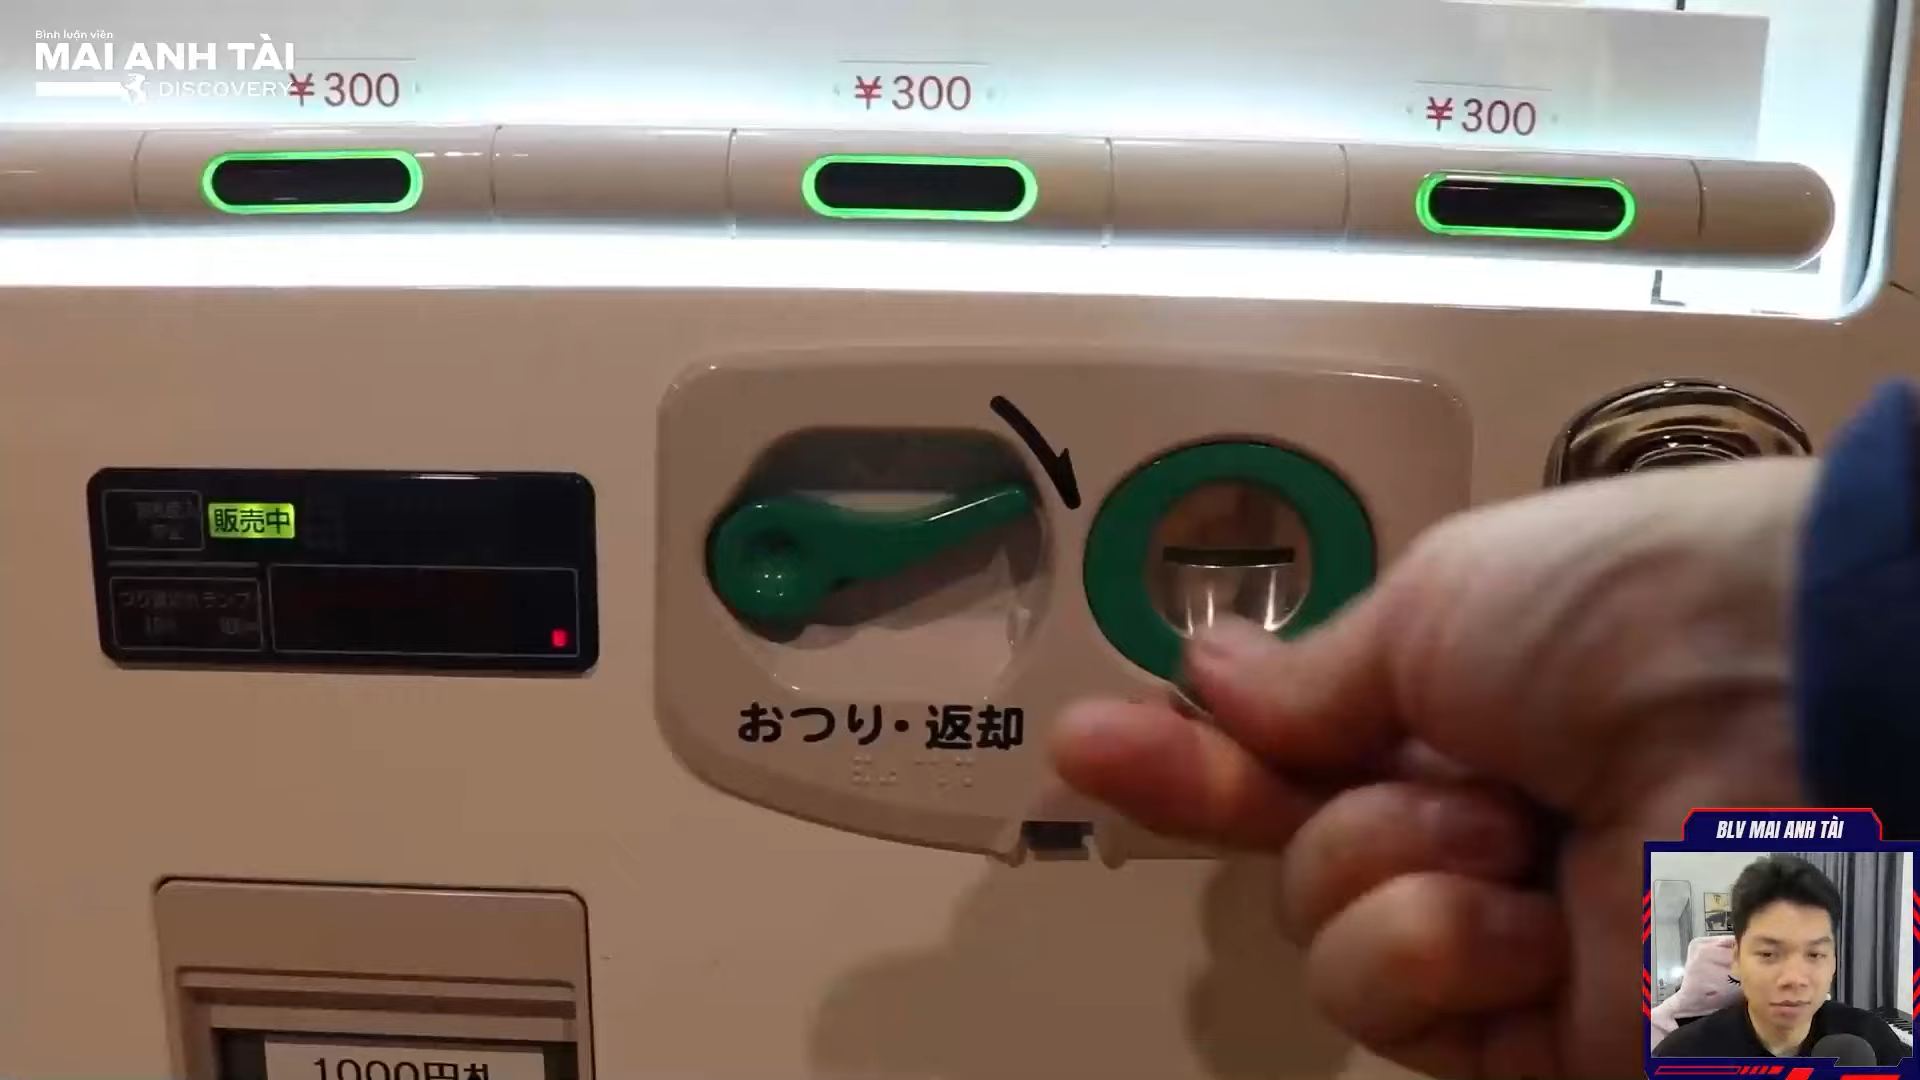 Bình luận viên
MAI ANH TÀI
DISCOVERY
¥300
¥300
¥300
販売中
おつり・返却
1000円札
BLV MAI ANH TÀI